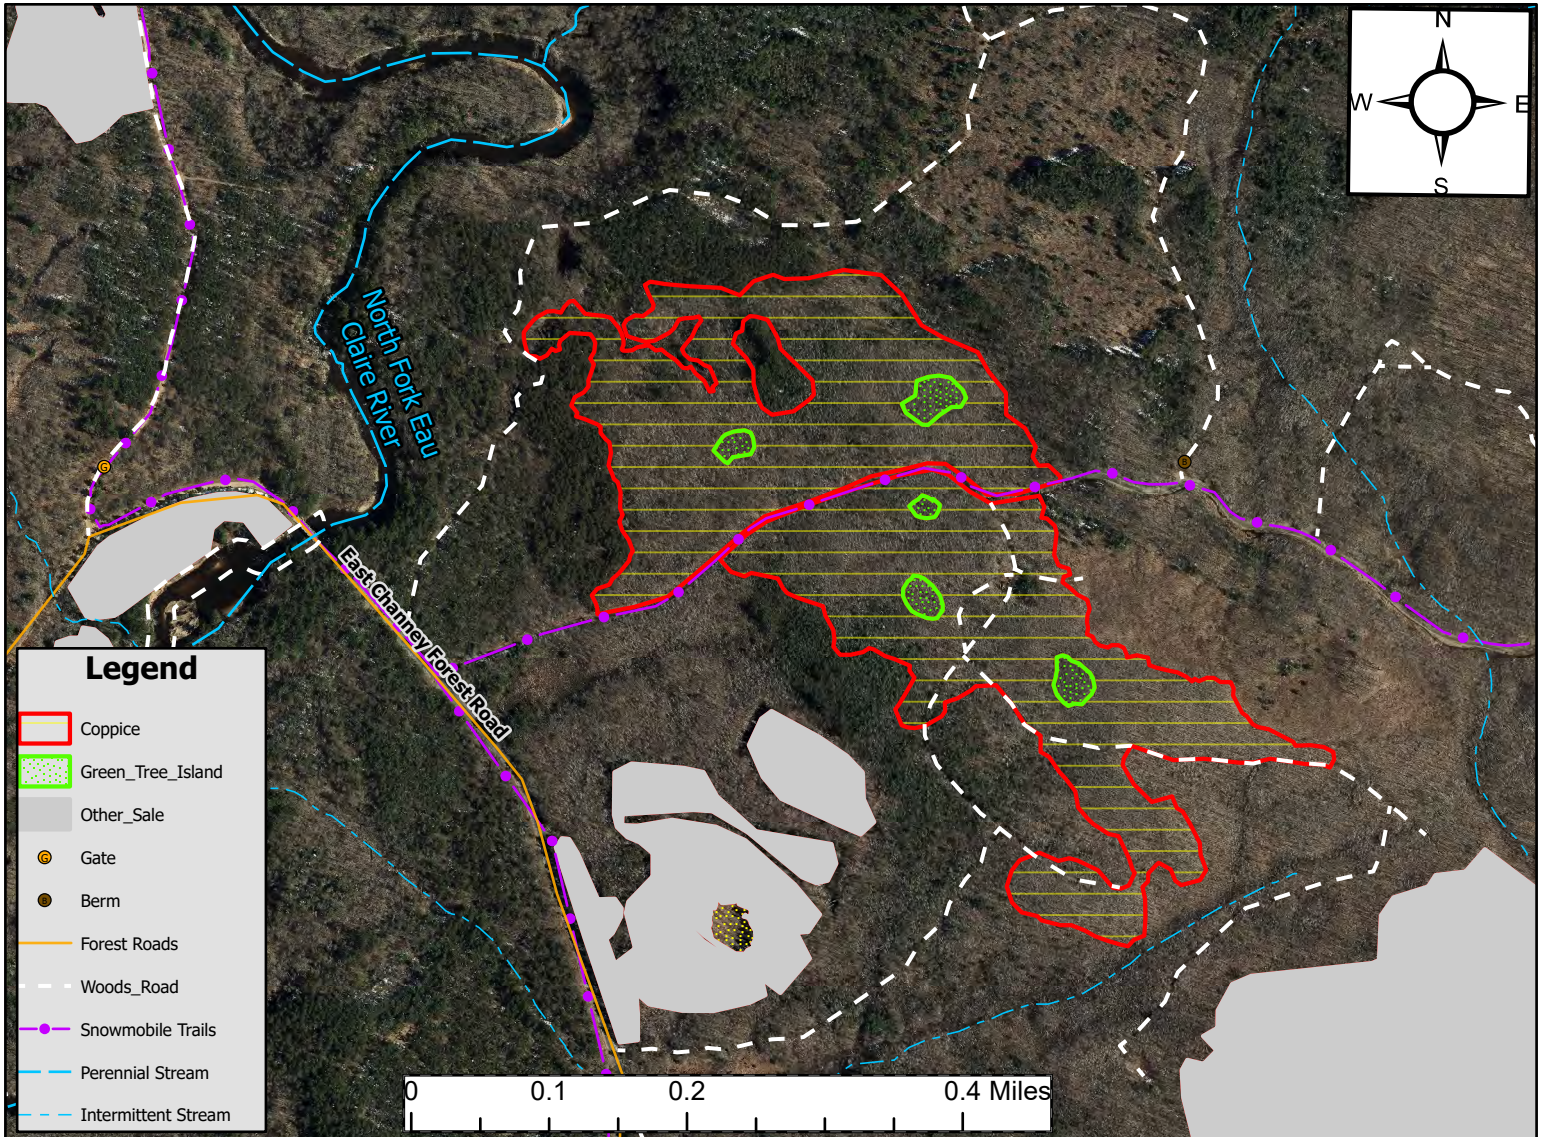 N
W E
S
North Fork Eau
Claire River
G
B
East Channey Forest Road
Legend
Coppice
Green_Tree_Island
Other_Sale
G Gate
B Berm
Forest Roads
Woods_Road
Snowmobile Trails
Perennial Stream
Intermittent Stream
0 0.1 0.2 0.4 Miles